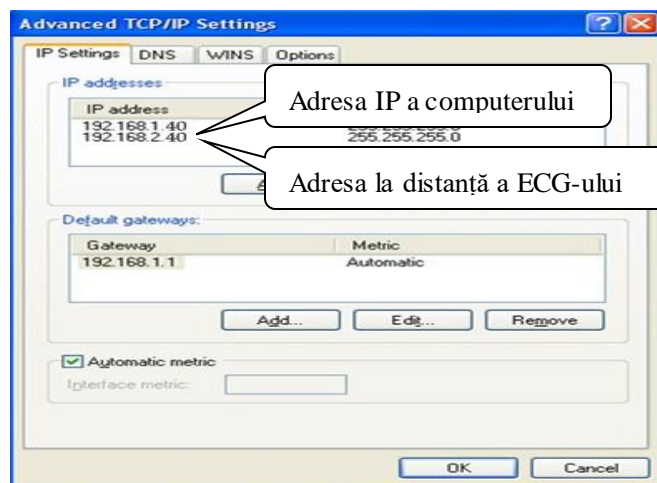 Advanced TCP/IP Settings
IP Settings DNS WINS Options
IP addresses
IP address
Adresa IP a computerului
192.168.1.40
192.168.2.40 255.255.255.0
Adresa la distanță a ECG-ului
Default gateways:
Gateway Metric
192.168.1.1 Automatic
Add... Edit... Remove
Automatic metric
Interface metric:
OK Cancel